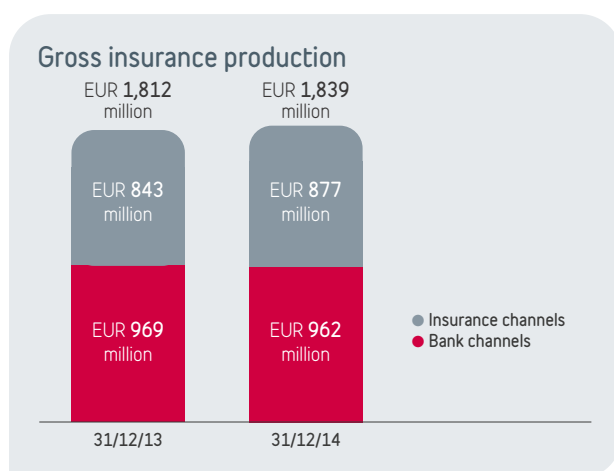 Gross insurance production
EUR 1,812
million
EUR 1,839
million
EUR 843
million
EUR 877
million
EUR 969
million
EUR 962
million
Insurance channels
Bank channels
31/12/13
31/12/14